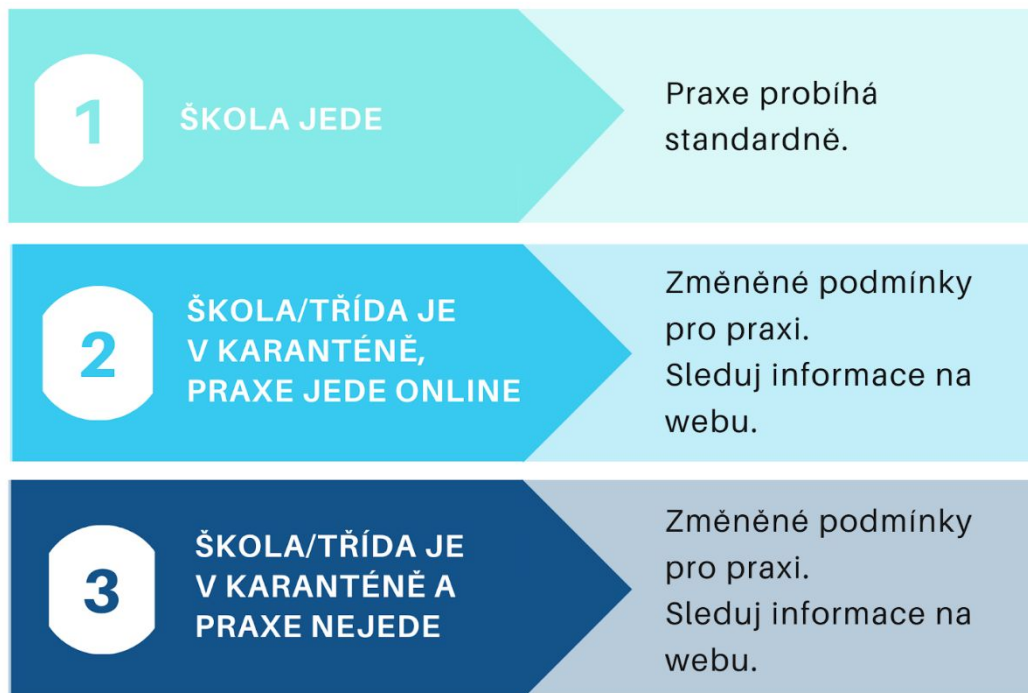 1
ŠKOLA JEDE
Praxe probíhá
standardně.
2
ŠKOLA/TŘÍDA JE
V KARANTÉNĚ,
PRAXE JEDE ONLINE
Změněné podmínky
pro praxi.
Sleduj informace na
webu.
3
ŠKOLA/TŘÍDA JE
V KARANTÉNĚ A
PRAXE NEJEDE
Změněné podmínky
pro praxi.
Sleduj informace na
webu.